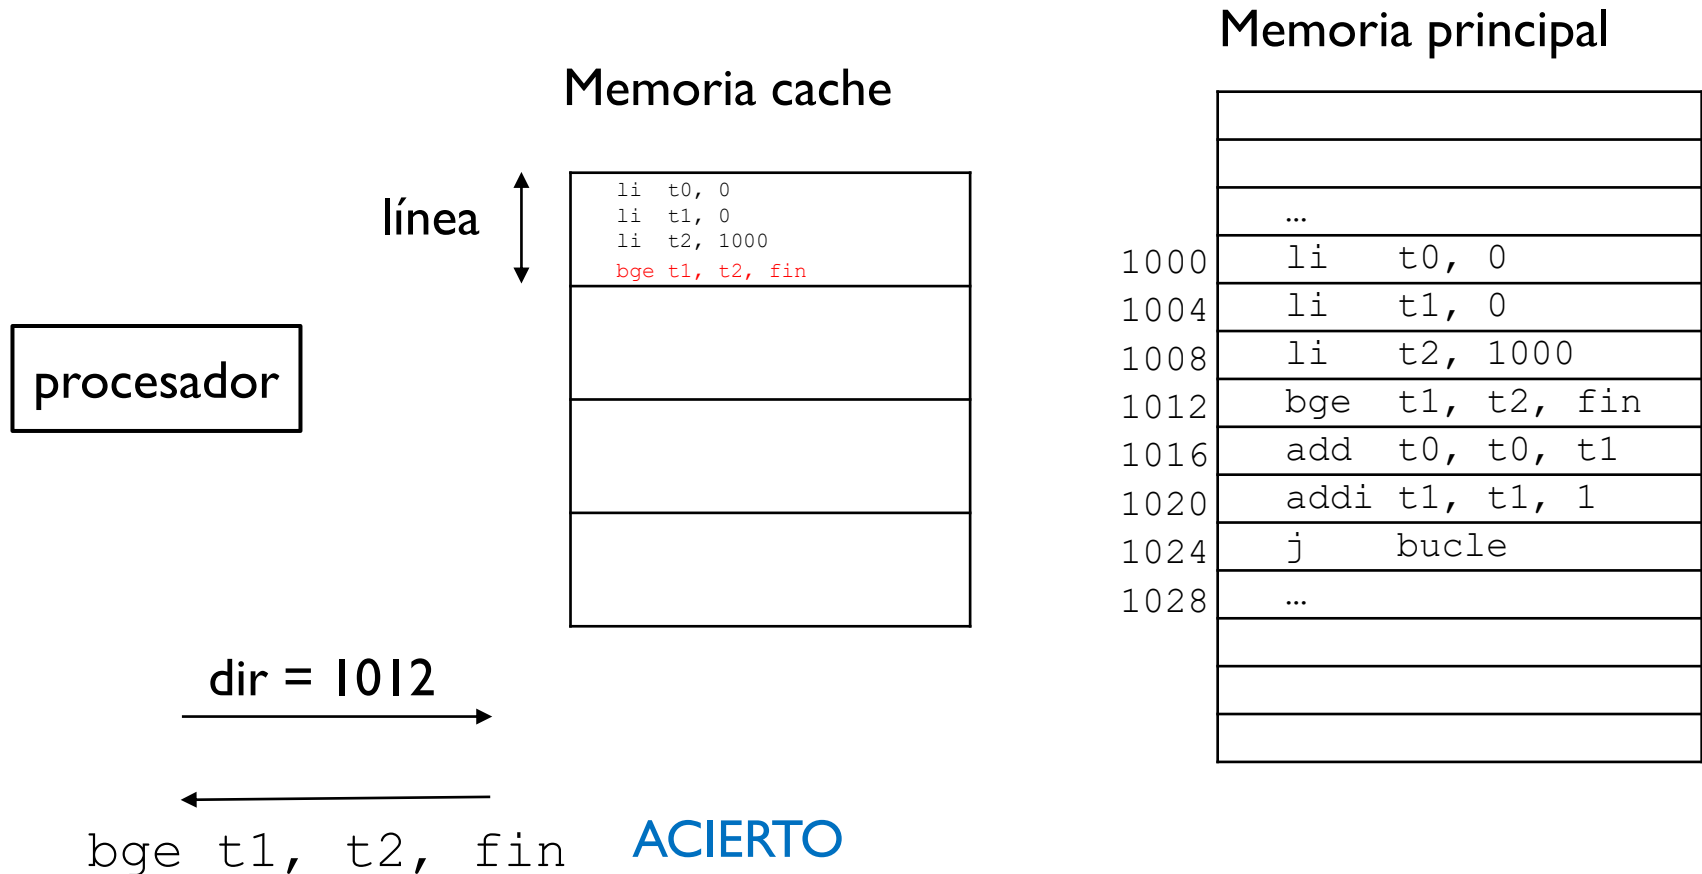 Memoria principal
Memoria cache
línea
li t0, 0
li t1, 0
li t2, 1000
bge t1, t2, fin
procesador
…
1000 li t0, 0
1004 li t1, 0
1008 li t2, 1000
1012 bge t1, t2, fin
1016 add t0, t0, t1
1020 addi t1, t1, 1
1024 j bucle
1028 …
dir = 1012
bge t1, t2, fin
ACIERTO